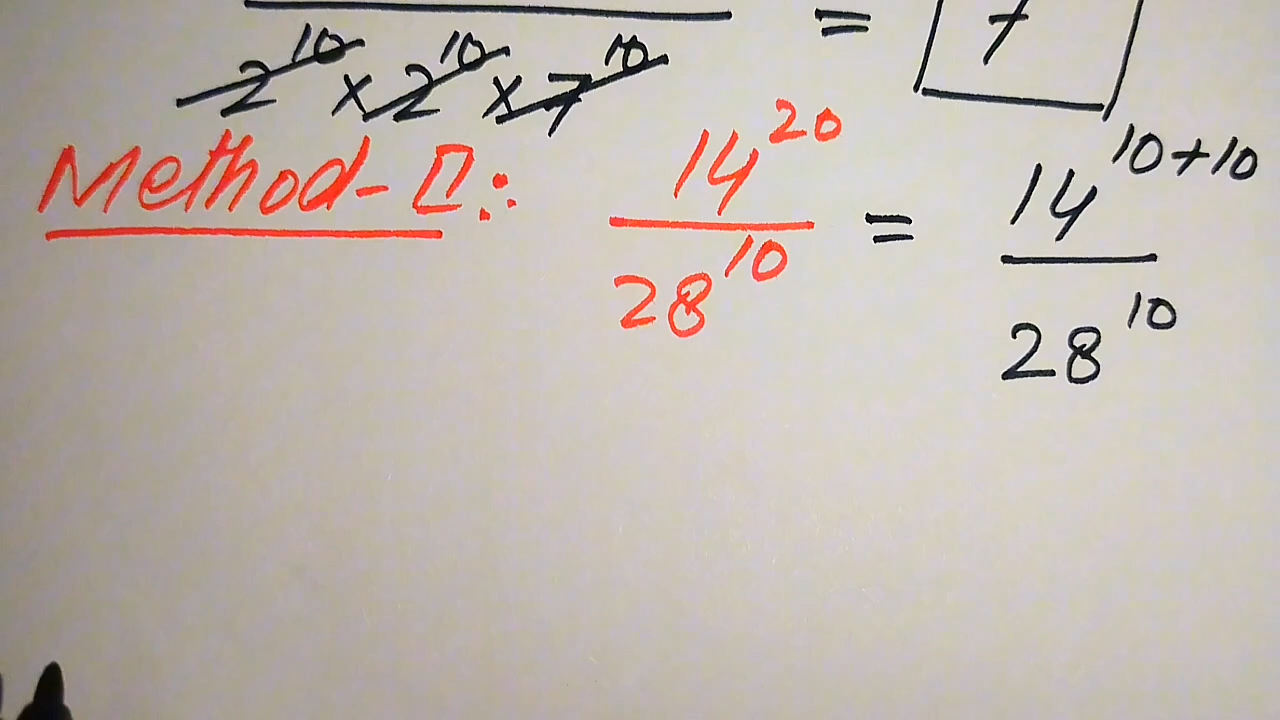 2^10 × 2^10 × 7^10 = 7
Method-II: 14^20 / 28^10 = 14^10+10 / 28^10